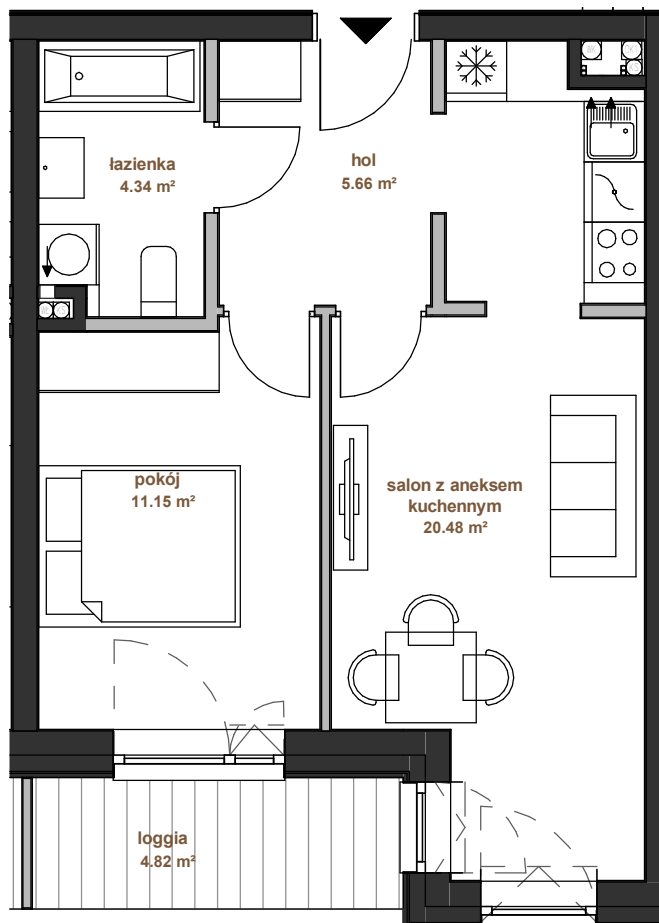 łazienka
4.34 m²
hol
5.66 m²
pokój
11.15 m²
salon z aneksem
kuchennym
20.48 m²
loggia
4.82 m²